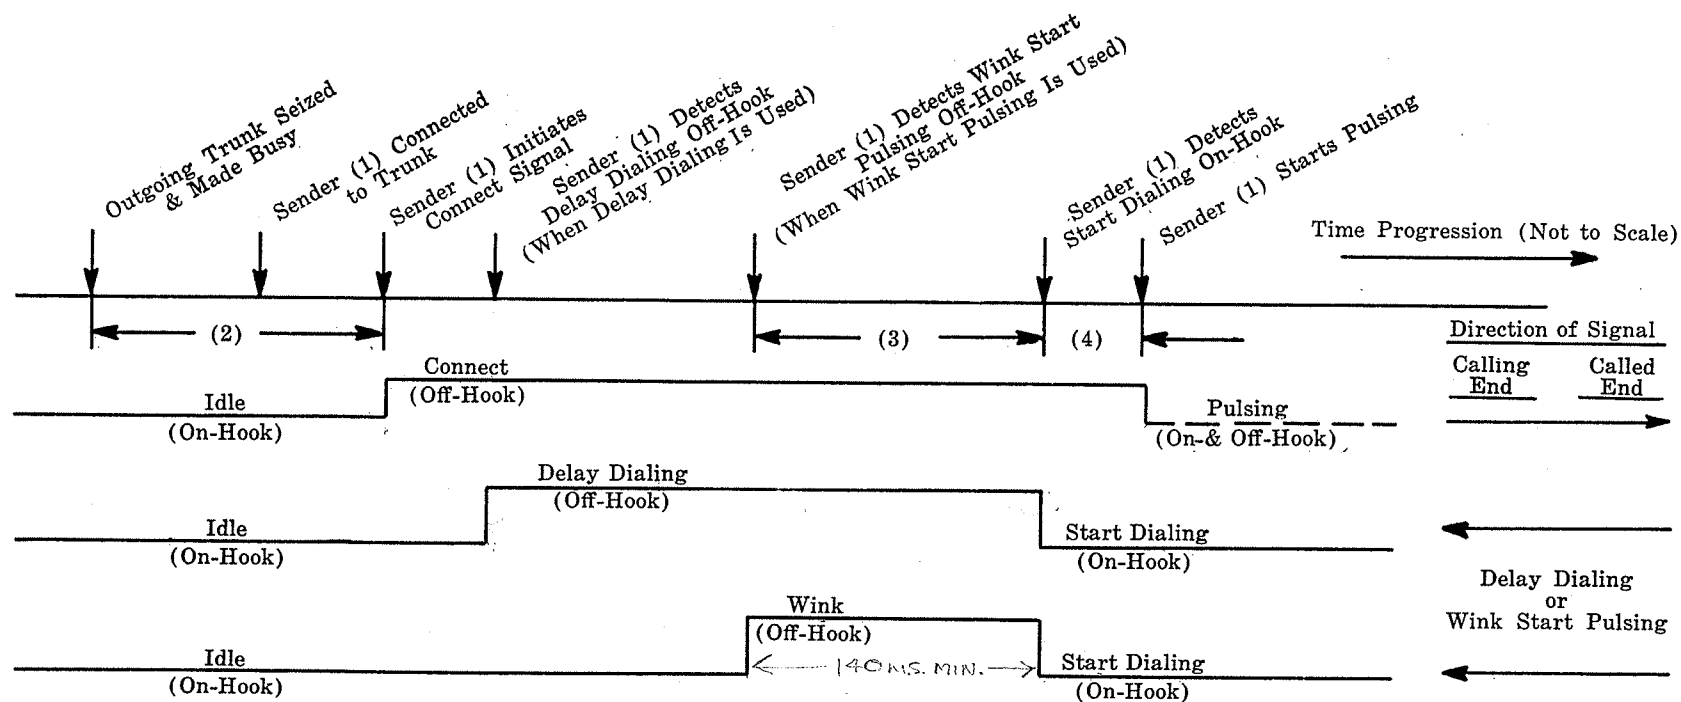 Outgoing Trunk Seized
& Made Busy
Sender (1) Connected
to Trunk
Sender (1) Initiates
Connect Signal
Sender (1) Detects
Delay Dialing Off-Hook
(When Delay Dialing Is Used)
Sender (1) Detects Wink Start
Pulsing Off-Hook
(When Wink Start Pulsing Is Used)
Sender (1) Detects
Start Dialing On-Hook
Sender (1) Starts Pulsing
Time Progression (Not to Scale)
(2)
(3)
(4)
Direction of Signal
Calling
End
Called
End
Connect
(Off-Hook)
Idle
(On-Hook)
Pulsing
(On-& Off-Hook)
Delay Dialing
(Off-Hook)
Idle
(On-Hook)
Start Dialing
(On-Hook)
Delay Dialing
or
Wink Start Pulsing
Wink
(Off-Hook)
140 MS. MIN.
Idle
(On-Hook)
Start Dialing
(On-Hook)